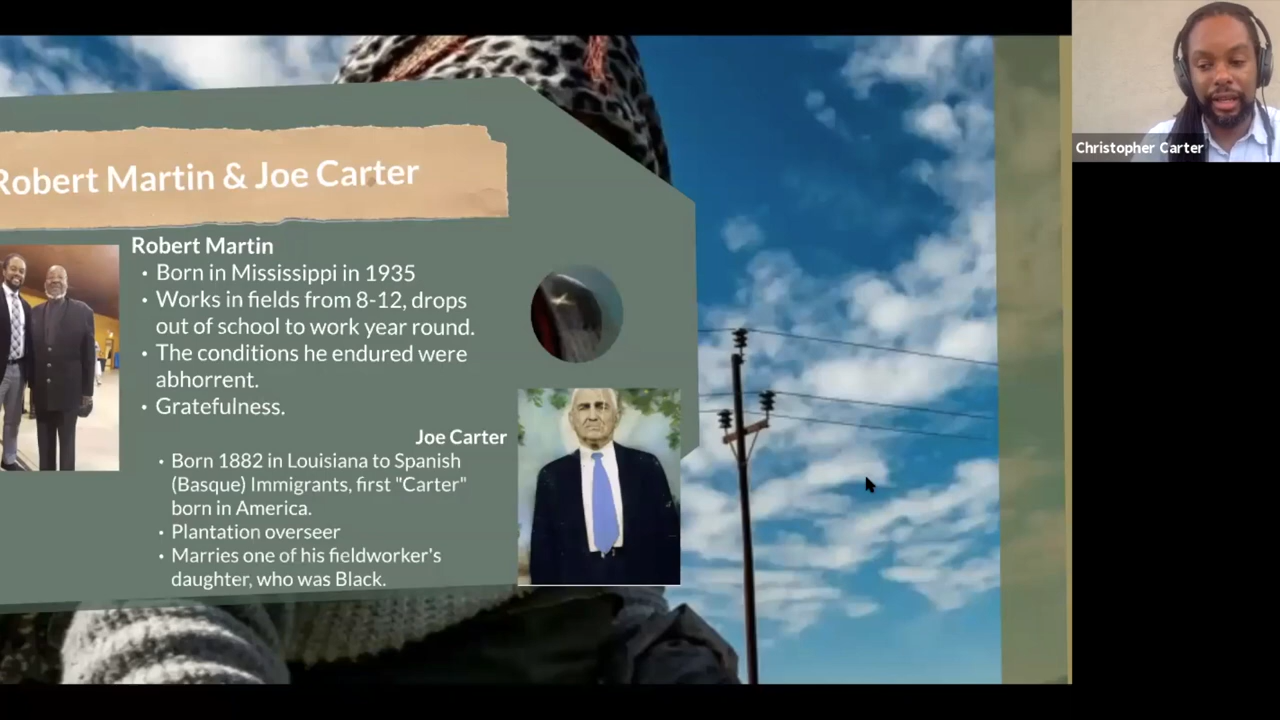 Robert Martin & Joe Carter
Robert Martin
• Born in Mississippi in 1935
• Works in fields from 8-12, drops
out of school to work year round.
• The conditions he endured were
abhorrent.
• Gratefulness.
Joe Carter
• Born 1882 in Louisiana to Spanish
(Basque) Immigrants, first "Carter"
born in America.
• Plantation overseer
• Marries one of his fieldworker's
daughter, who was Black.
Christopher Carter